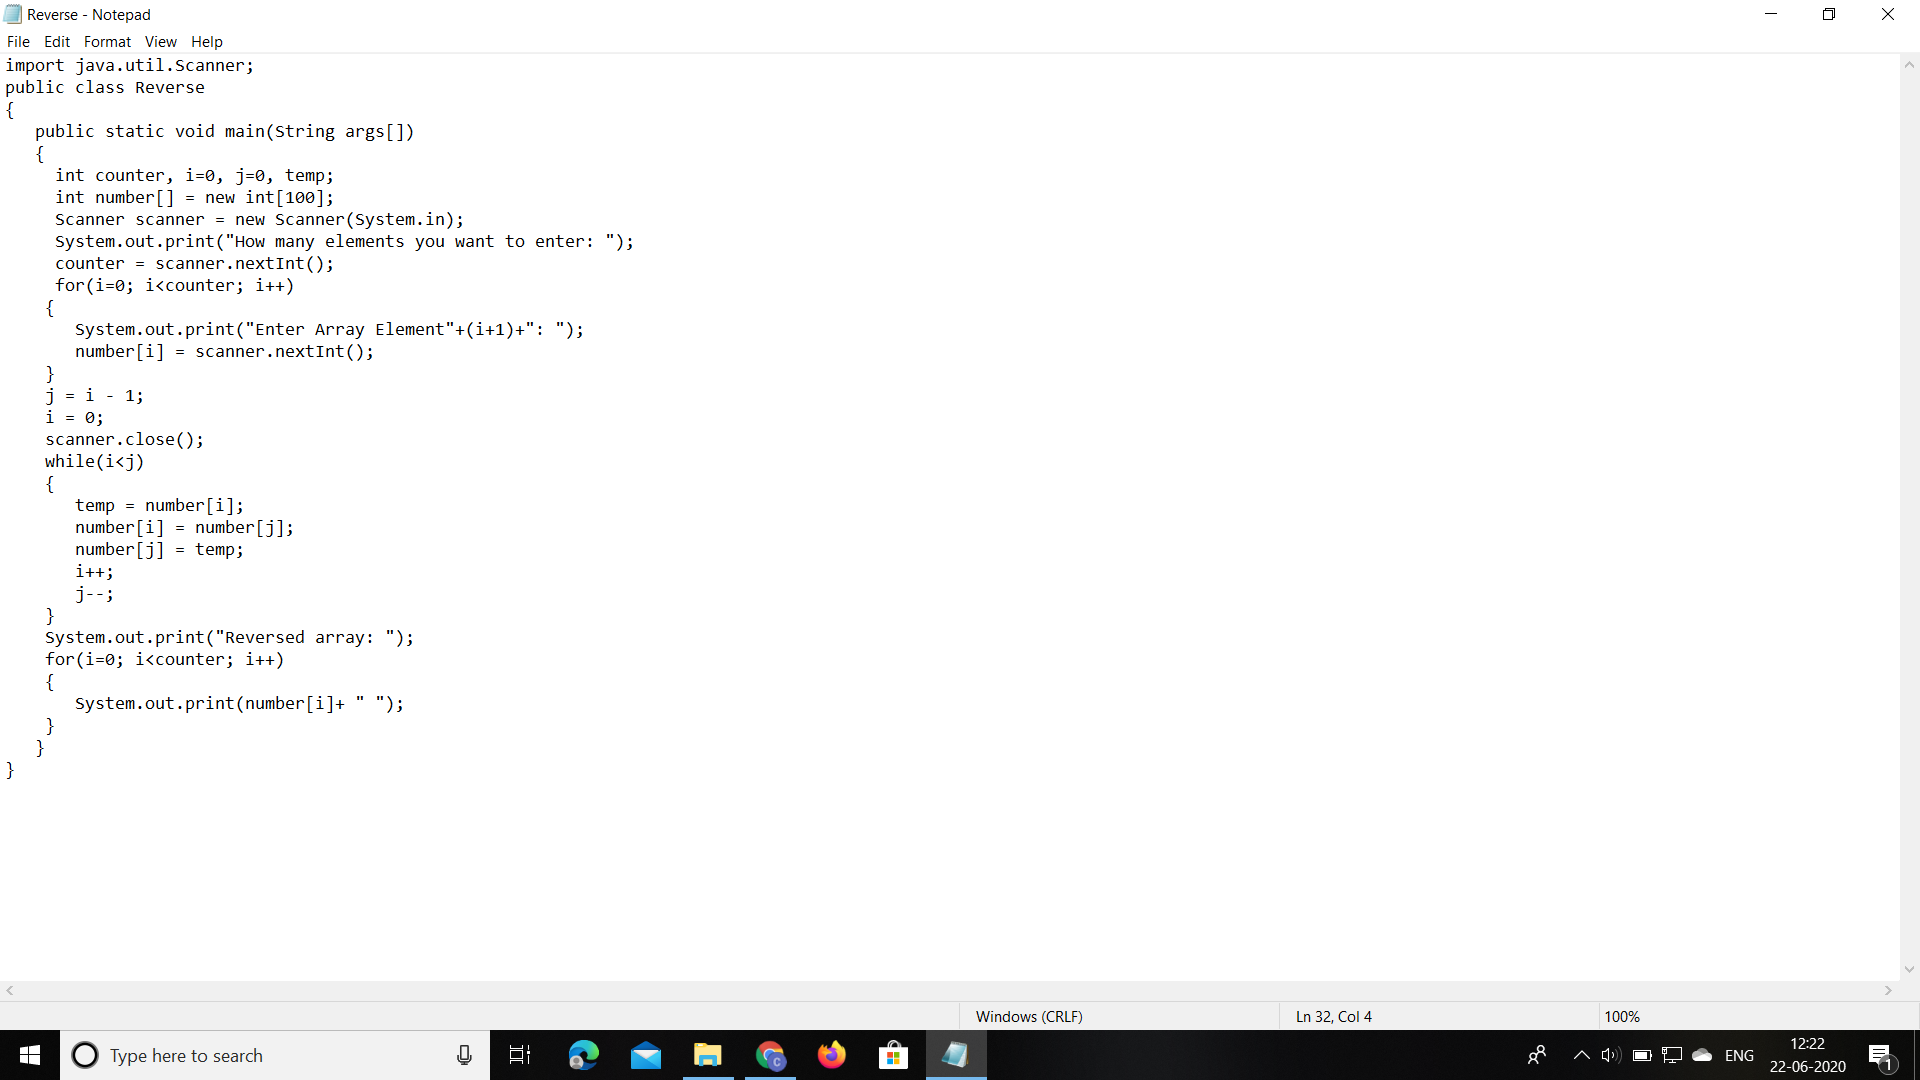 Reverse - Notepad
File Edit Format View Help
import java.util.Scanner;
public class Reverse
{
   public static void main(String args[])
   {
     int counter, i=0, j=0, temp;
     int number[] = new int[100];
     Scanner scanner = new Scanner(System.in);
     System.out.print("How many elements you want to enter: ");
     counter = scanner.nextInt();
     for(i=0; i<counter; i++)
    {
       System.out.print("Enter Array Element"+(i+1)+": ");
       number[i] = scanner.nextInt();
    }
    j = i - 1;
    i = 0;
    scanner.close();
    while(i<j)
    {
       temp = number[i];
       number[i] = number[j];
       number[j] = temp;
       i++;
       j--;
    }
    System.out.print("Reversed array: ");
    for(i=0; i<counter; i++)
    {
       System.out.print(number[i]+ " ");
    }
   }
}
Windows (CRLF) Ln 32, Col 4 100%
Type here to search C ENG 12:22
22-06-2020 1